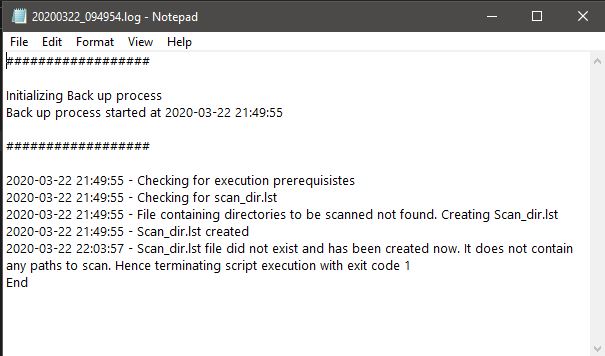 20200322_094954.log - Notepad
File Edit Format View Help
##################
Initializing Back up process
Back up process started at 2020-03-22 21:49:55
##################
2020-03-22 21:49:55 - Checking for execution prerequisistes
2020-03-22 21:49:55 - Checking for scan_dir.lst
2020-03-22 21:49:55 - File containing directories to be scanned not found. Creating Scan_dir.lst
2020-03-22 21:49:55 - Scan_dir.lst created
2020-03-22 22:03:57 - Scan_dir.lst file did not exist and has been created now. It does not contain
any paths to scan. Hence terminating script execution with exit code 1
End